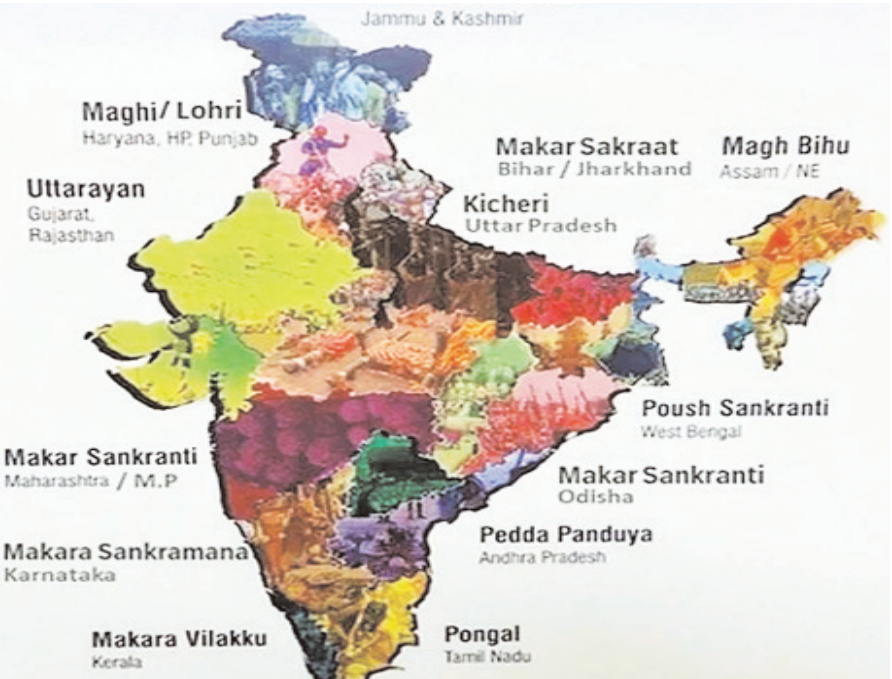 Jammu & Kashmir
Maghi/ Lohri
Haryana, HP, Punjab
Makar Sakraat
Bihar / Jharkhand
Magh Bihu
Assam / NE
Uttarayan
Gujarat,
Rajasthan
Kicheri
Uttar Pradesh
Poush Sankranti
West Bengal
Makar Sankranti
Maharashtra / M.P
Makar Sankranti
Odisha
Pedda Panduya
Andhra Pradesh
Makara Sankramana
Karnataka
Makara Vilakku
Kerala
Pongal
Tamil Nadu